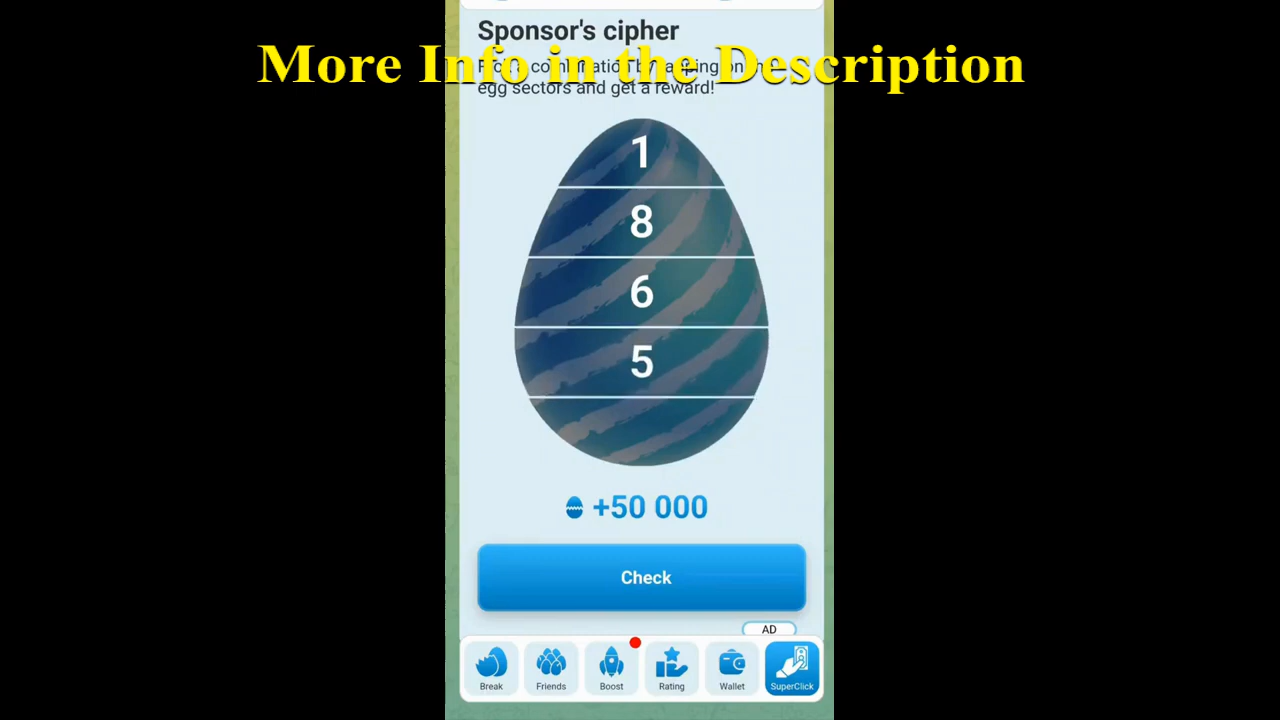 Sponsor's cipher
More Info in the Description
egg sectors and get a reward!
1
8
6
5
+50 000
Check
AD
Break
Friends
Boost
Rating
Wallet
SuperClick